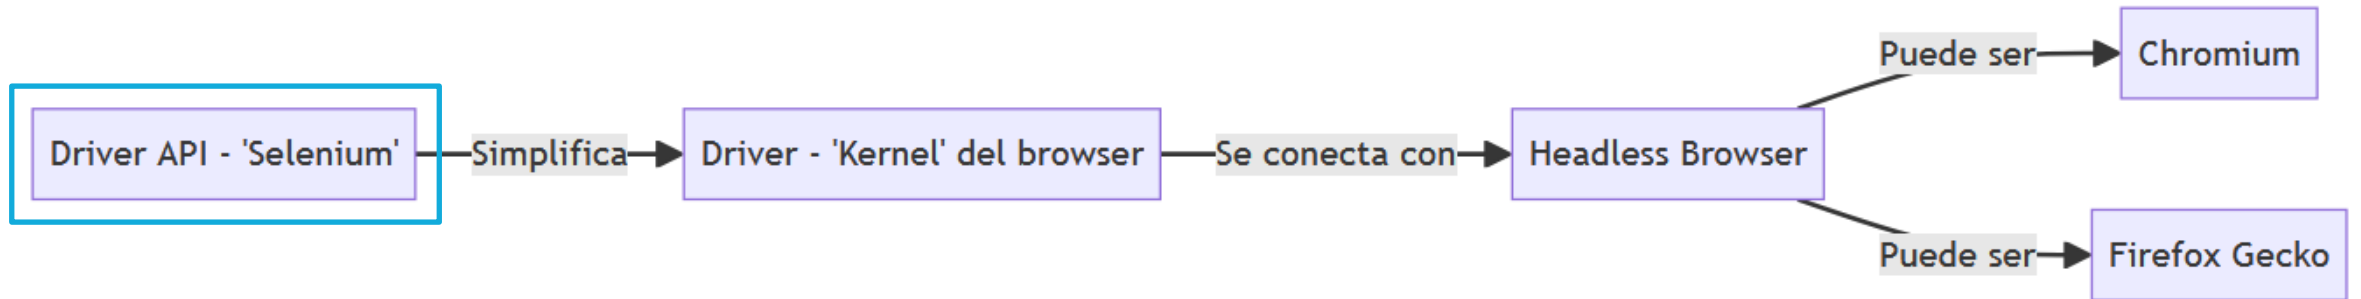 Driver API - 'Selenium'
Simplifica
Driver - 'Kernel' del browser
Se conecta con
Headless Browser
Puede ser
Chromium
Puede ser
Firefox Gecko